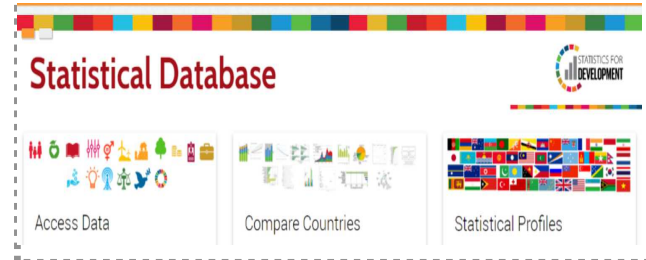 Statistical Database
STATISTICS FOR
DEVELOPMENT
Access Data
Compare Countries
Statistical Profiles